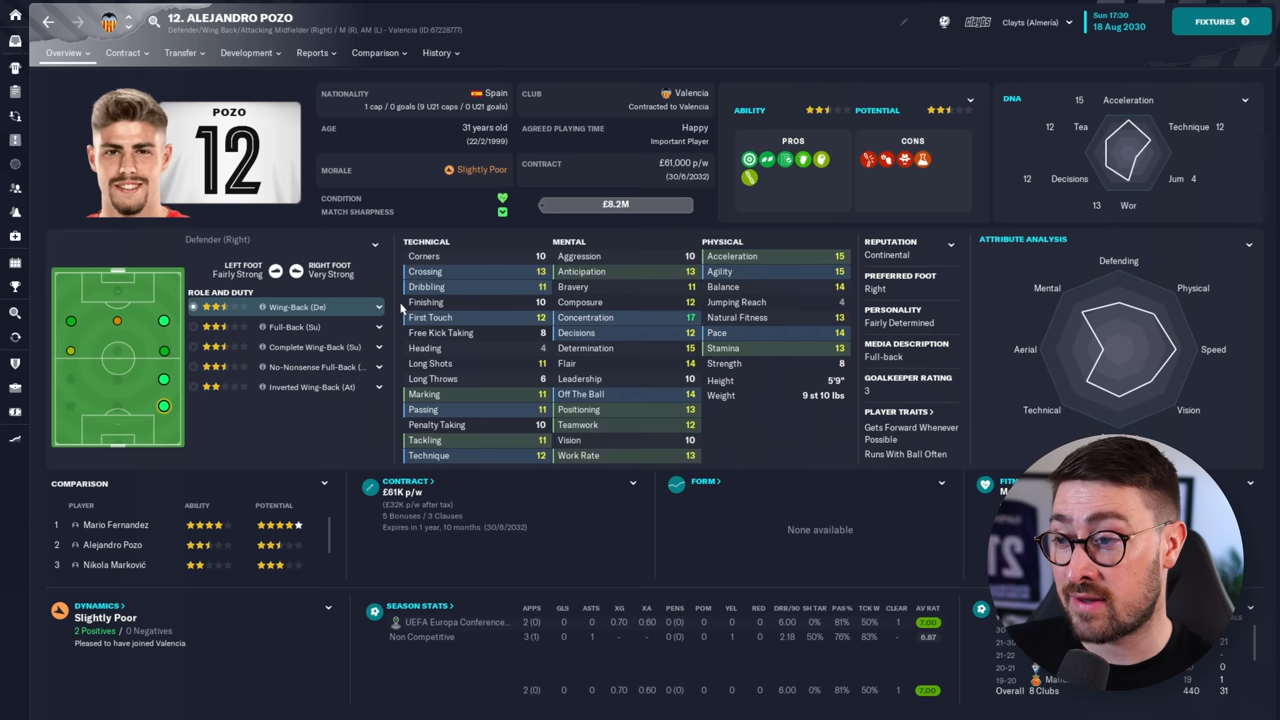 12. ALEJANDRO POZO
Defender/Wing Back/Attacking Midfielder (Right) / M (R), AM (L) - Valencia (ID:67228777)
clayts
Clayts (Almeria)
Sun 17:30
18 Aug 2030
FIXTURES
Overview
Contract
Transfer
Development
Reports
Comparison
History
POZO
12
NATIONALITY
Spain
1 cap / 0 goals (9 U21 caps / 0 U21 goals)
AGE
31 years old
(22/2/1999)
MORALE
Slightly Poor
CONDITION
MATCH SHARPNESS
CLUB
Valencia
Contracted to Valencia
AGREED PLAYING TIME
Happy
Important Player
CONTRACT
£61,000 p/w
(30/6/2032)
£8.2M
ABILITY
POTENTIAL
PROS
CONS
DNA
15 Acceleration
12 Tea
Technique 12
12
Decisions
Jum 4
13 Wor
Defender (Right)
LEFT FOOT
Fairly Strong
RIGHT FOOT
Very Strong
ROLE AND DUTY
Wing-Back (De)
Full-Back (Su)
Complete Wing-Back (Su)
No-Nonsense Full-Back (...
Inverted Wing-Back (At)
TECHNICAL
Corners 10
Crossing 13
Dribbling 11
Finishing 10
First Touch 12
Free Kick Taking 8
Heading 4
Long Shots 11
Long Throws 6
Marking 11
Passing 11
Penalty Taking 10
Tackling 11
Technique 12
MENTAL
Aggression 10
Anticipation 13
Bravery 11
Composure 12
Concentration 17
Decisions 12
Determination 15
Flair 14
Leadership 10
Off The Ball 14
Positioning 13
Teamwork 12
Vision 10
Work Rate 13
PHYSICAL
Acceleration 15
Agility 15
Balance 14
Jumping Reach 4
Natural Fitness 13
Pace 14
Stamina 13
Strength 8
Height 5'9"
Weight 9 st 10 lbs
REPUTATION
Continental
PREFERRED FOOT
Right
PERSONALITY
Fairly Determined
MEDIA DESCRIPTION
Full-back
GOALKEEPER RATING
3
PLAYER TRAITS >
Gets Forward Whenever
Possible
Runs With Ball Often
ATTRIBUTE ANALYSIS
Defending
Mental
Physical
Aerial
Speed
Technical
Vision
COMPARISON
PLAYER ABILITY POTENTIAL
1 Mario Fernandez
2 Alejandro Pozo
3 Nikola Marković
CONTRACT >
£61K p/w
(£32K p/w after tax)
5 Bonuses / 3 Clauses
Expires in 1 year, 10 months (30/6/2032)
FORM >
None available
DYNAMICS >
Slightly Poor
2 Positives / 0 Negatives
Pleased to have joined Valencia
SEASON STATS >
APPS GLS ASTS XG XA PENS POM YEL RED DRB/90 SH TAR PAS% TCK W CLEAR AV RAT
UEFA Europa Conference... 2 (0) 0 0 0.70 0.60 0 (0) 0 0 0 6.00 0% 81% 50% 1 7.00
Non Competitive 3 (1) - 1 - - 0 (0) 0 1 0 2.18 50% 76% 83% - 6.87
2 (0) 0 0 0.70 0.60 0 (0) 0 0 0 6.00 0% 81% 50% 1 7.00
21-22 -
20-21 0
19-20 19 1
Overall 8 Clubs 440 31